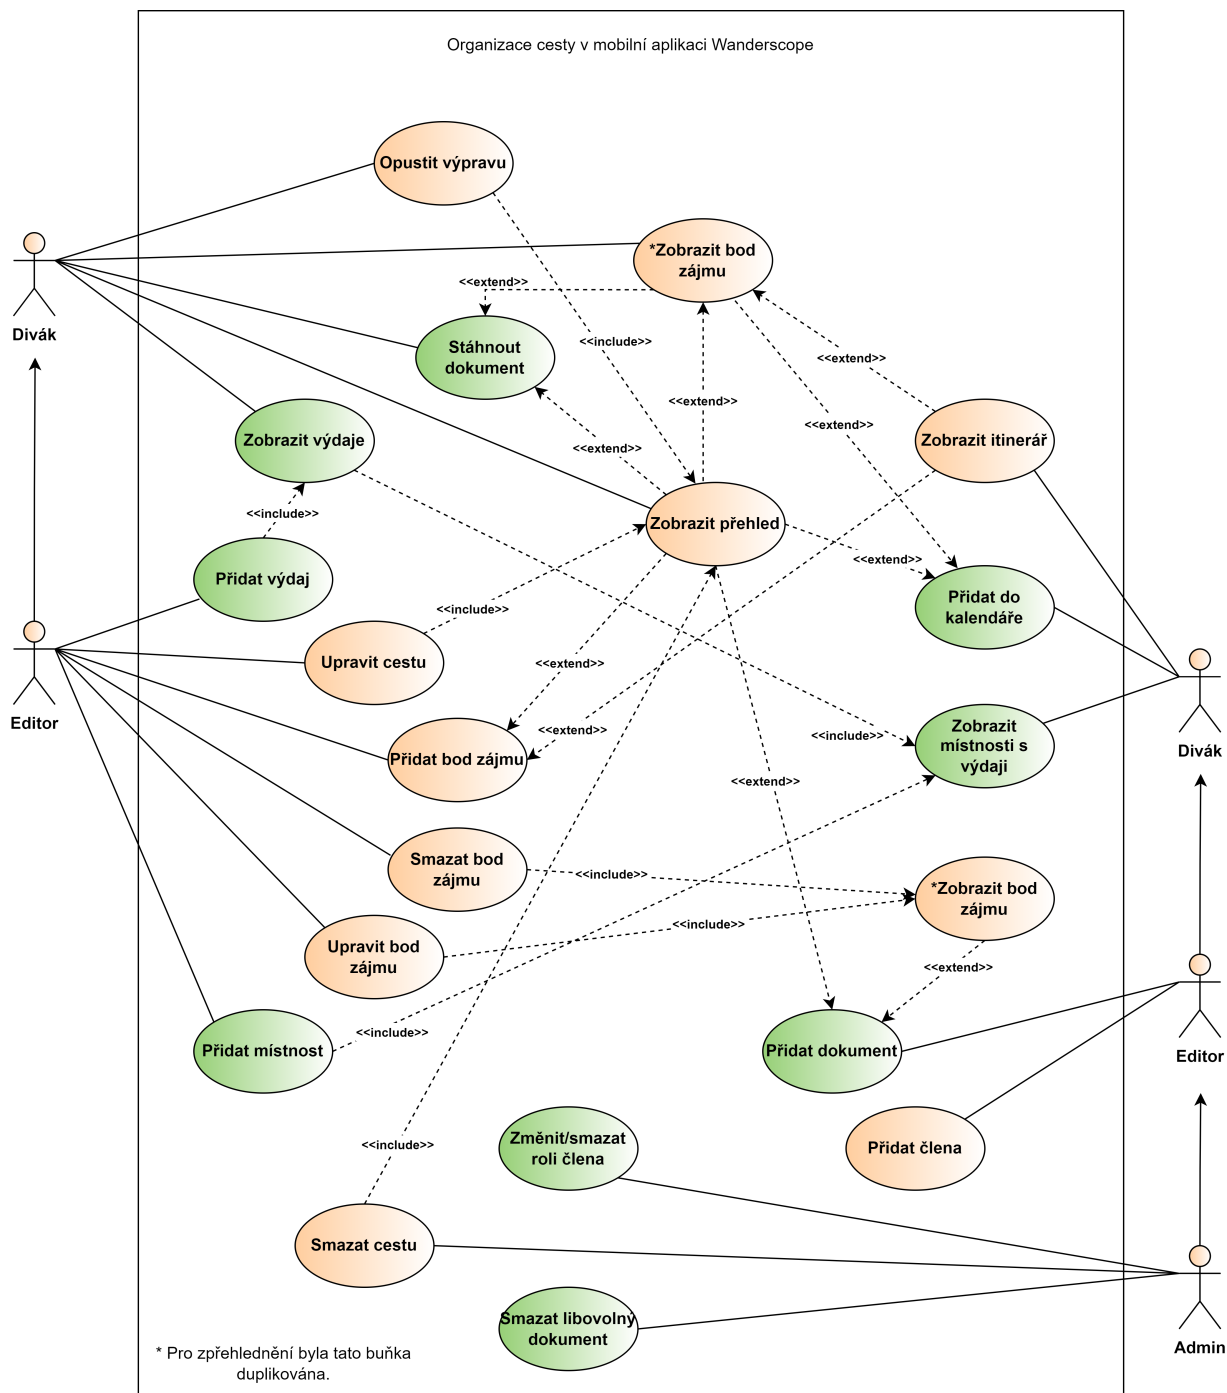 Organizace cesty v mobilní aplikaci Wanderscope
Opustit výpravu
*Zobrazit bod
zájmu
<<extend>>
Divák
Stáhnout
dokument
<<include>>
<<extend>>
<<extend>>
<<extend>>
Zobrazit výdaje
<<extend>>
Zobrazit itinerář
<<include>>
Zobrazit přehled
<<extend>>
Přidat výdaj
<<include>>
Přidat do
kalendáře
Upravit cestu
<<extend>>
Editor
Přidat bod zájmu
<<extend>>
<<include>>
Zobrazit
místnosti s
výdaji
Divák
<<extend>>
Smazat bod
zájmu
<<include>>
*Zobrazit bod
zájmu
<<include>>
Upravit bod
zájmu
<<extend>>
Přidat místnost
<<include>>
Přidat dokument
Editor
<<include>>
Změnit/smazat
roli člena
Přidat člena
Smazat cestu
Smazat libovolný
dokument
Admin
* Pro zpřehlednění byla tato buňka
duplikována.